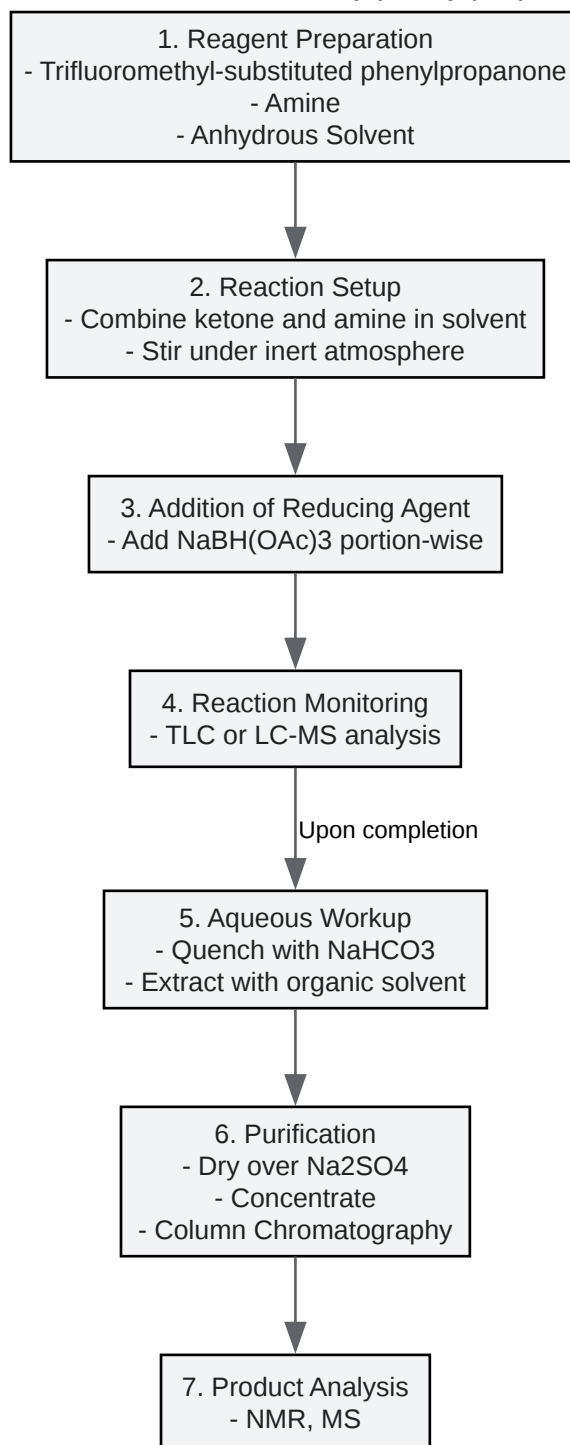 1. Reagent Preparation
- Trifluoromethyl-substituted phenylpropanone
- Amine
- Anhydrous Solvent
2. Reaction Setup
- Combine ketone and amine in solvent
- Stir under inert atmosphere
3. Addition of Reducing Agent
- Add NaBH(OAc)3 portion-wise
4. Reaction Monitoring
- TLC or LC-MS analysis
Upon completion
5. Aqueous Workup
- Quench with NaHCO3
- Extract with organic solvent
6. Purification
- Dry over Na2SO4
- Concentrate
- Column Chromatography
7. Product Analysis
- NMR, MS